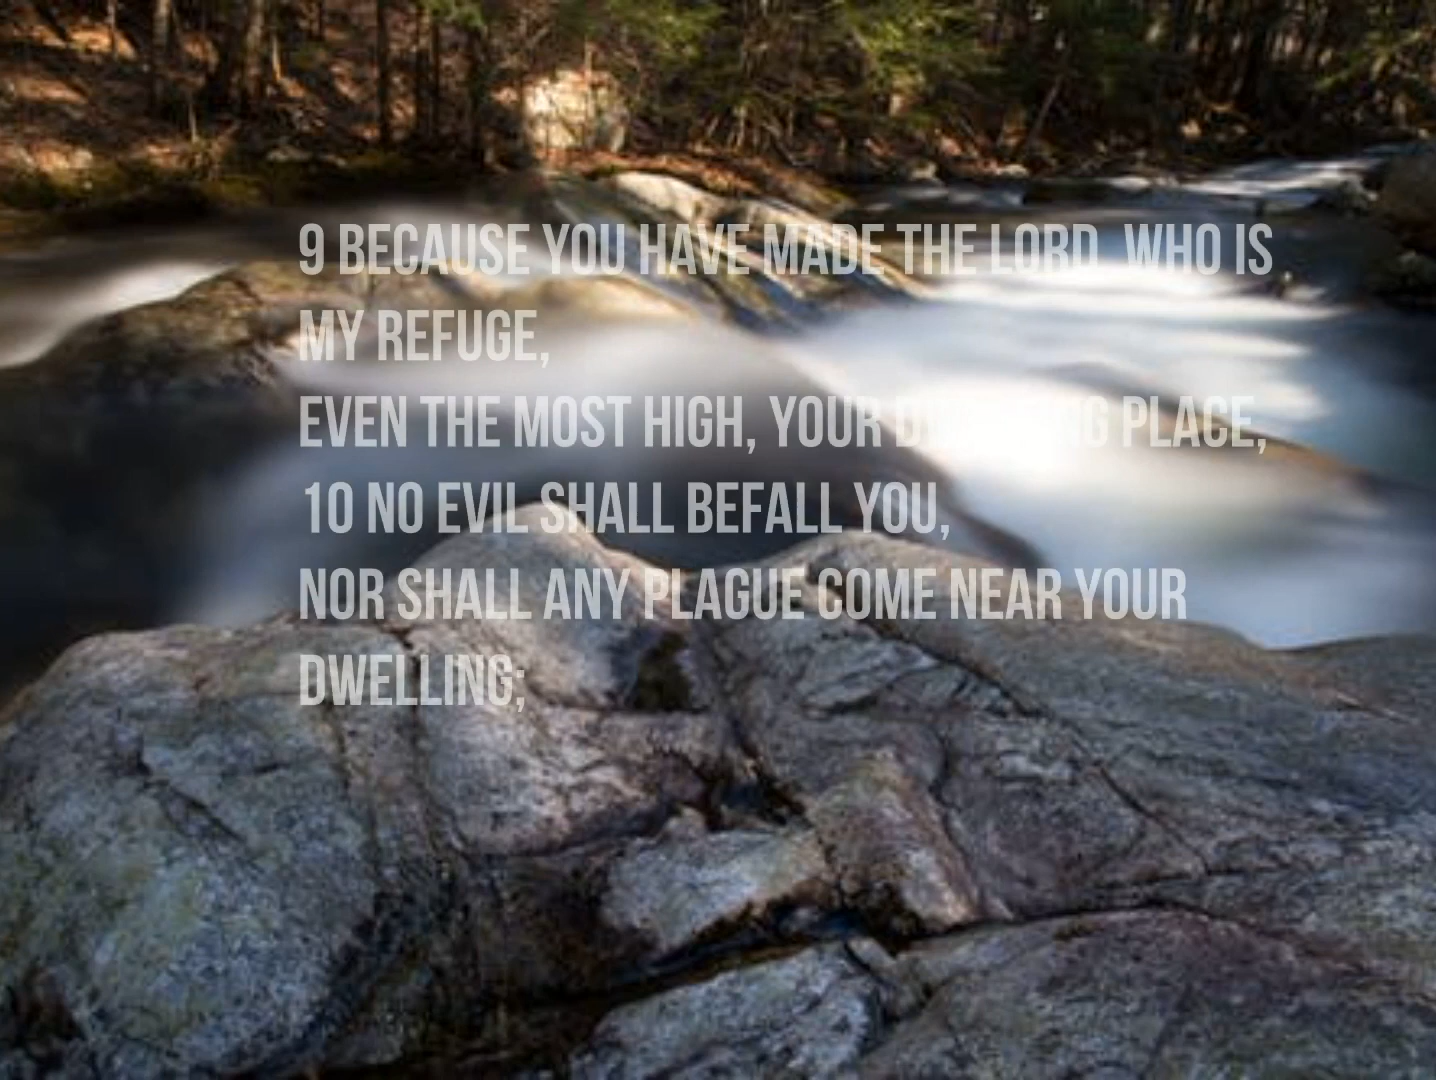 9 BECAUSE YOU HAVE MADE THE LORD, WHO IS
MY REFUGE,
EVEN THE MOST HIGH, YOUR DWELLING PLACE,
10 NO EVIL SHALL BEFALL YOU,
NOR SHALL ANY PLAGUE COME NEAR YOUR
DWELLING;